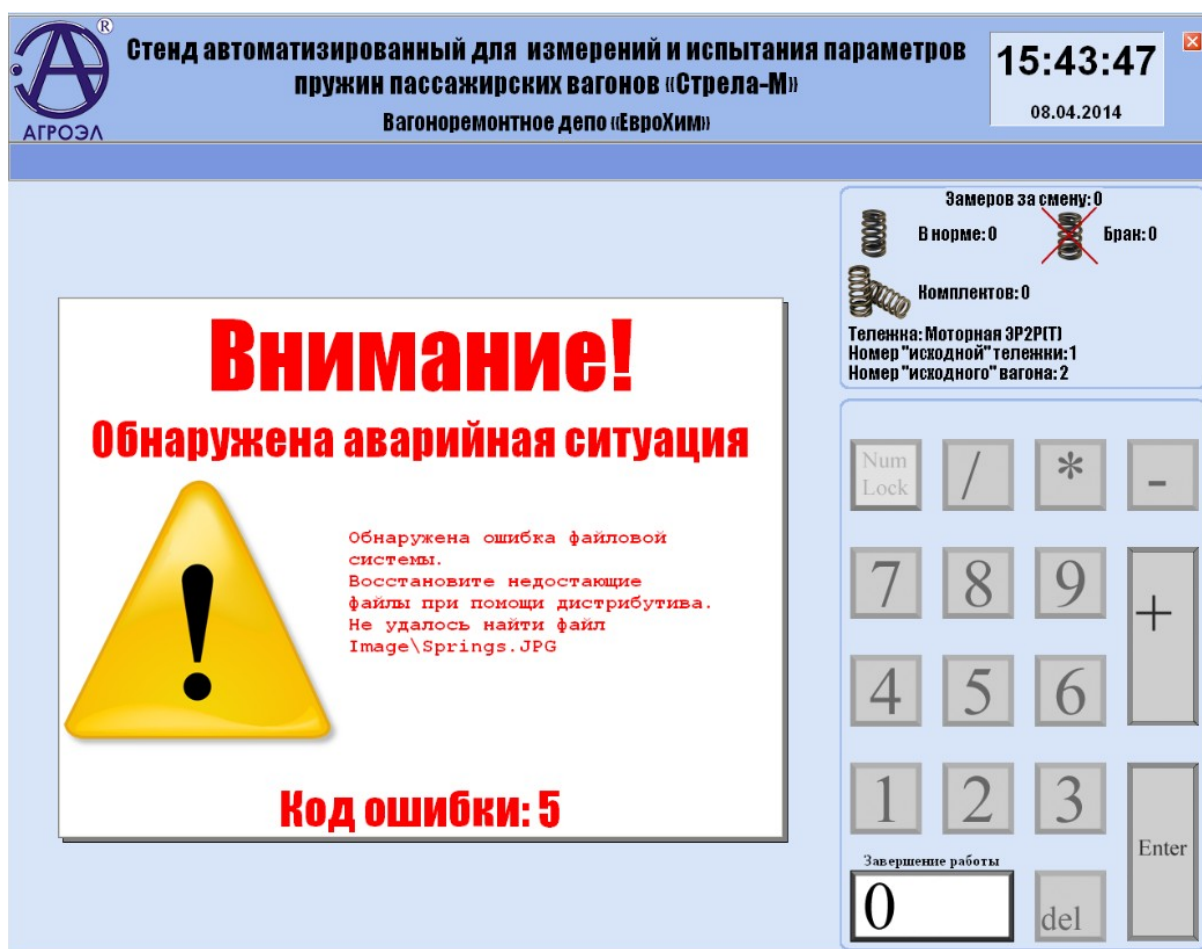 ®
АГРОЭЛ
Стенд автоматизированный для измерений и испытания параметров
пружин пассажирских вагонов «Стрела-М»
Вагоноремонтное депо «ЕвроХим»
15:43:47
08.04.2014
Замеров за смену: 0
В норме: 0
Брак: 0
Комплектов: 0
Тележка: Моторная ЭР2Р(Т)
Номер "исходной" тележки: 1
Номер "исходного" вагона: 2
Внимание!
Обнаружена аварийная ситуация
Обнаружена ошибка файловой
системы.
Восстановите недостающие
файлы при помощи дистрибутива.
Не удалось найти файл
Image\Springs.JPG
Код ошибки: 5
Num
Lock
/
*
-
7
8
9
+
4
5
6
1
2
3
Enter
Завершение работы
0
del